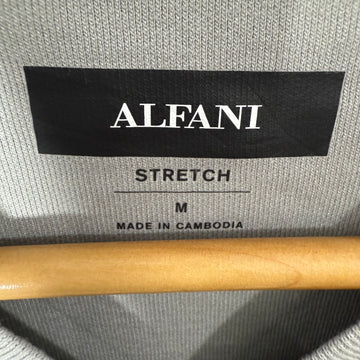 ALFANI
STRETCH
M
MADE IN CAMBODIA